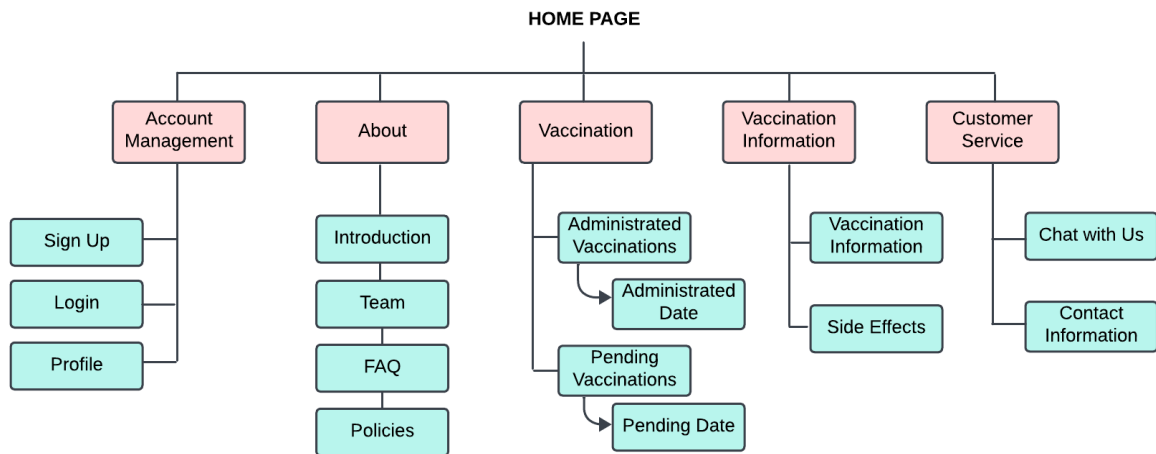 HOME PAGE
Account
Management
About
Vaccination
Vaccination
Information
Customer
Service
Sign Up
Login
Profile
Introduction
Team
FAQ
Policies
Administrated
Vaccinations
Administrated
Date
Pending
Vaccinations
Pending Date
Vaccination
Information
Side Effects
Chat with Us
Contact
Information